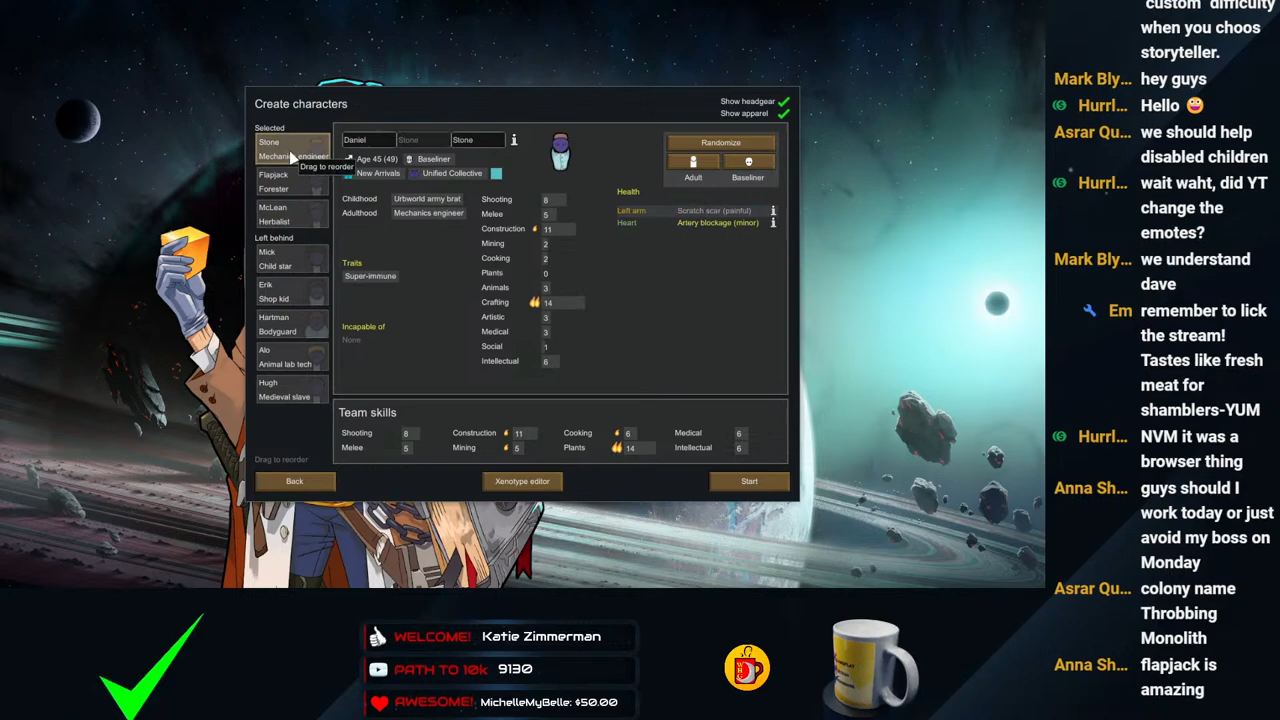 Create characters
Show headgear
Show apparel
Selected
Stone
Mechanic engineer
Drag to reorder
Flapjack
Forester
McLean
Herbalist
Left behind
Mick
Child star
Erik
Shop kid
Hartman
Bodyguard
Alo
Animal lab tech
Hugh
Medieval slave
Drag to reorder
Daniel
Stone
Stone
Age 45 (49)
Baseliner
New Arrivals
Unified Collective
Childhood
Urbworld army brat
Adulthood
Mechanics engineer
Traits
Super-immune
Incapable of
None
Shooting 8
Melee 5
Construction 11
Mining 2
Cooking 2
Plants 0
Animals 3
Crafting 14
Artistic 3
Medical 3
Social 1
Intellectual 6
Randomize
Adult
Baseliner
Health
Left arm Scratch scar (painful)
Heart Artery blockage (minor)
Team skills
Shooting 8 Construction 11 Cooking 6 Medical 6
Melee 5 Mining 5 Plants 14 Intellectual 6
Back
Xenotype editor
Start
WELCOME! Katie Zimmerman
PATH TO 10k 9130
AWESOME! MichelleMyBelle: $50.00
"custom" difficulty
when you choos
storyteller.
Mark Bly... hey guys
Hurrl... Hello
Asrar Qu... we should help
disabled children
Hurrl... wait waht, did YT
change the
emotes?
Mark Bly... we understand
dave
Em remember to lick
the stream!
Tastes like fresh
meat for
shamblers-YUM
Hurrl... NVM it was a
browser thing
Anna Sh... guys should I
work today or just
avoid my boss on
Monday
Asrar Qu... colony name
Throbbing
Monolith
Anna Sh... flapjack is
amazing